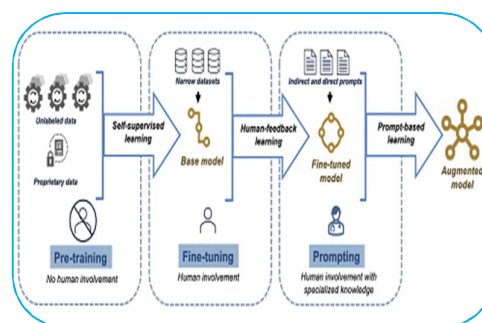 Unlabeled data
Proprietary data
Pre-training
No human involvement
Self-supervised
learning
Narrow datasets
Base model
Fine-tuning
Human involvement
Human-feedback
learning
Indirect and direct prompts
Fine-tuned
model
Prompting
Human involvement with
specialized knowledge
Prompt-based
learning
Augmented
model